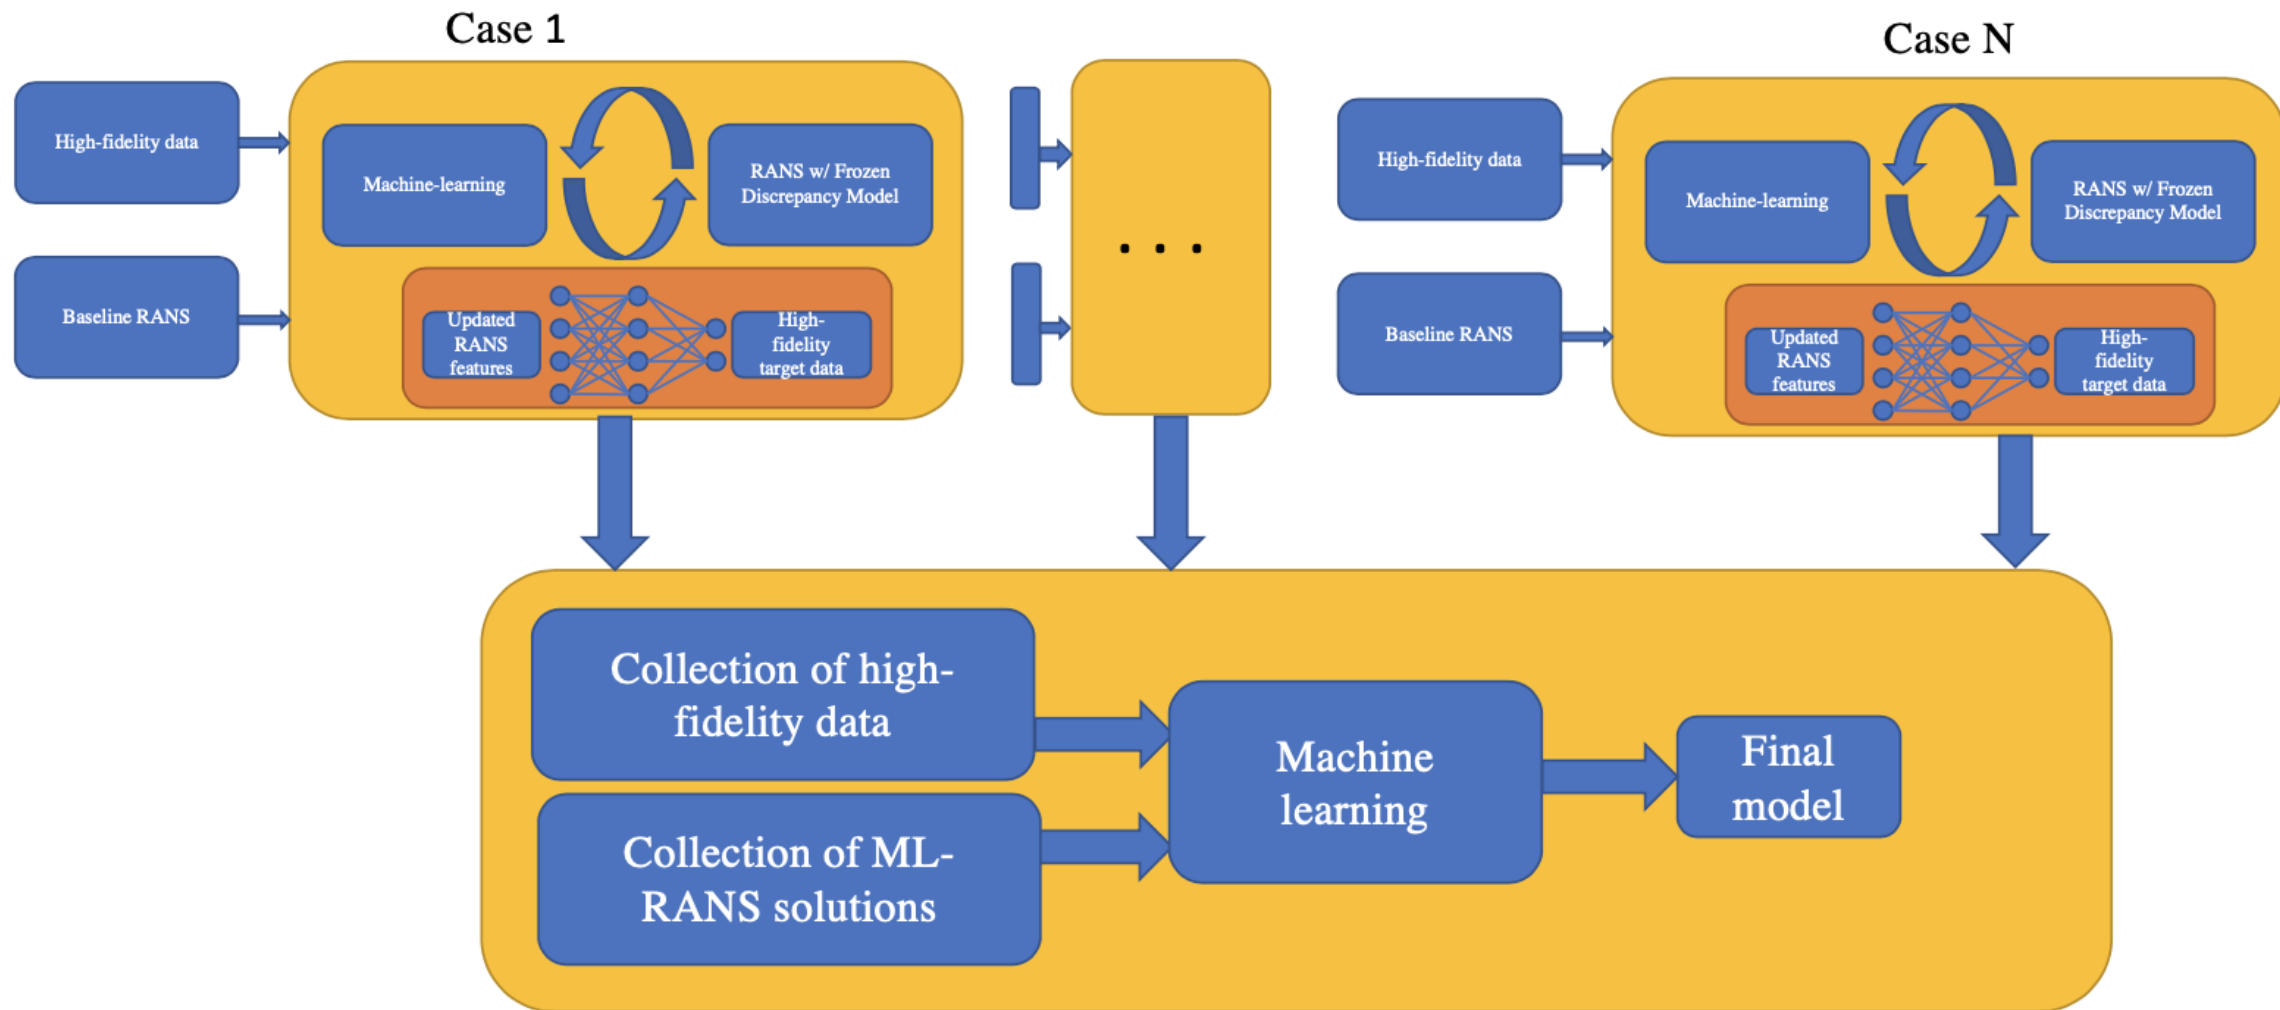 Case 1
High-fidelity data
Baseline RANS
Machine-learning
RANS w/ Frozen
Discrepancy Model
Updated
RANS
features
High-
fidelity
target data
. . .
Case N
High-fidelity data
Baseline RANS
Machine-learning
RANS w/ Frozen
Discrepancy Model
Updated
RANS
features
High-
fidelity
target data
Collection of high-
fidelity data
Collection of ML-
RANS solutions
Machine
learning
Final
model